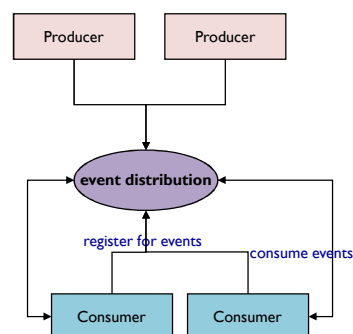 Producer
Producer
event distribution
register for events
consume events
Consumer
Consumer